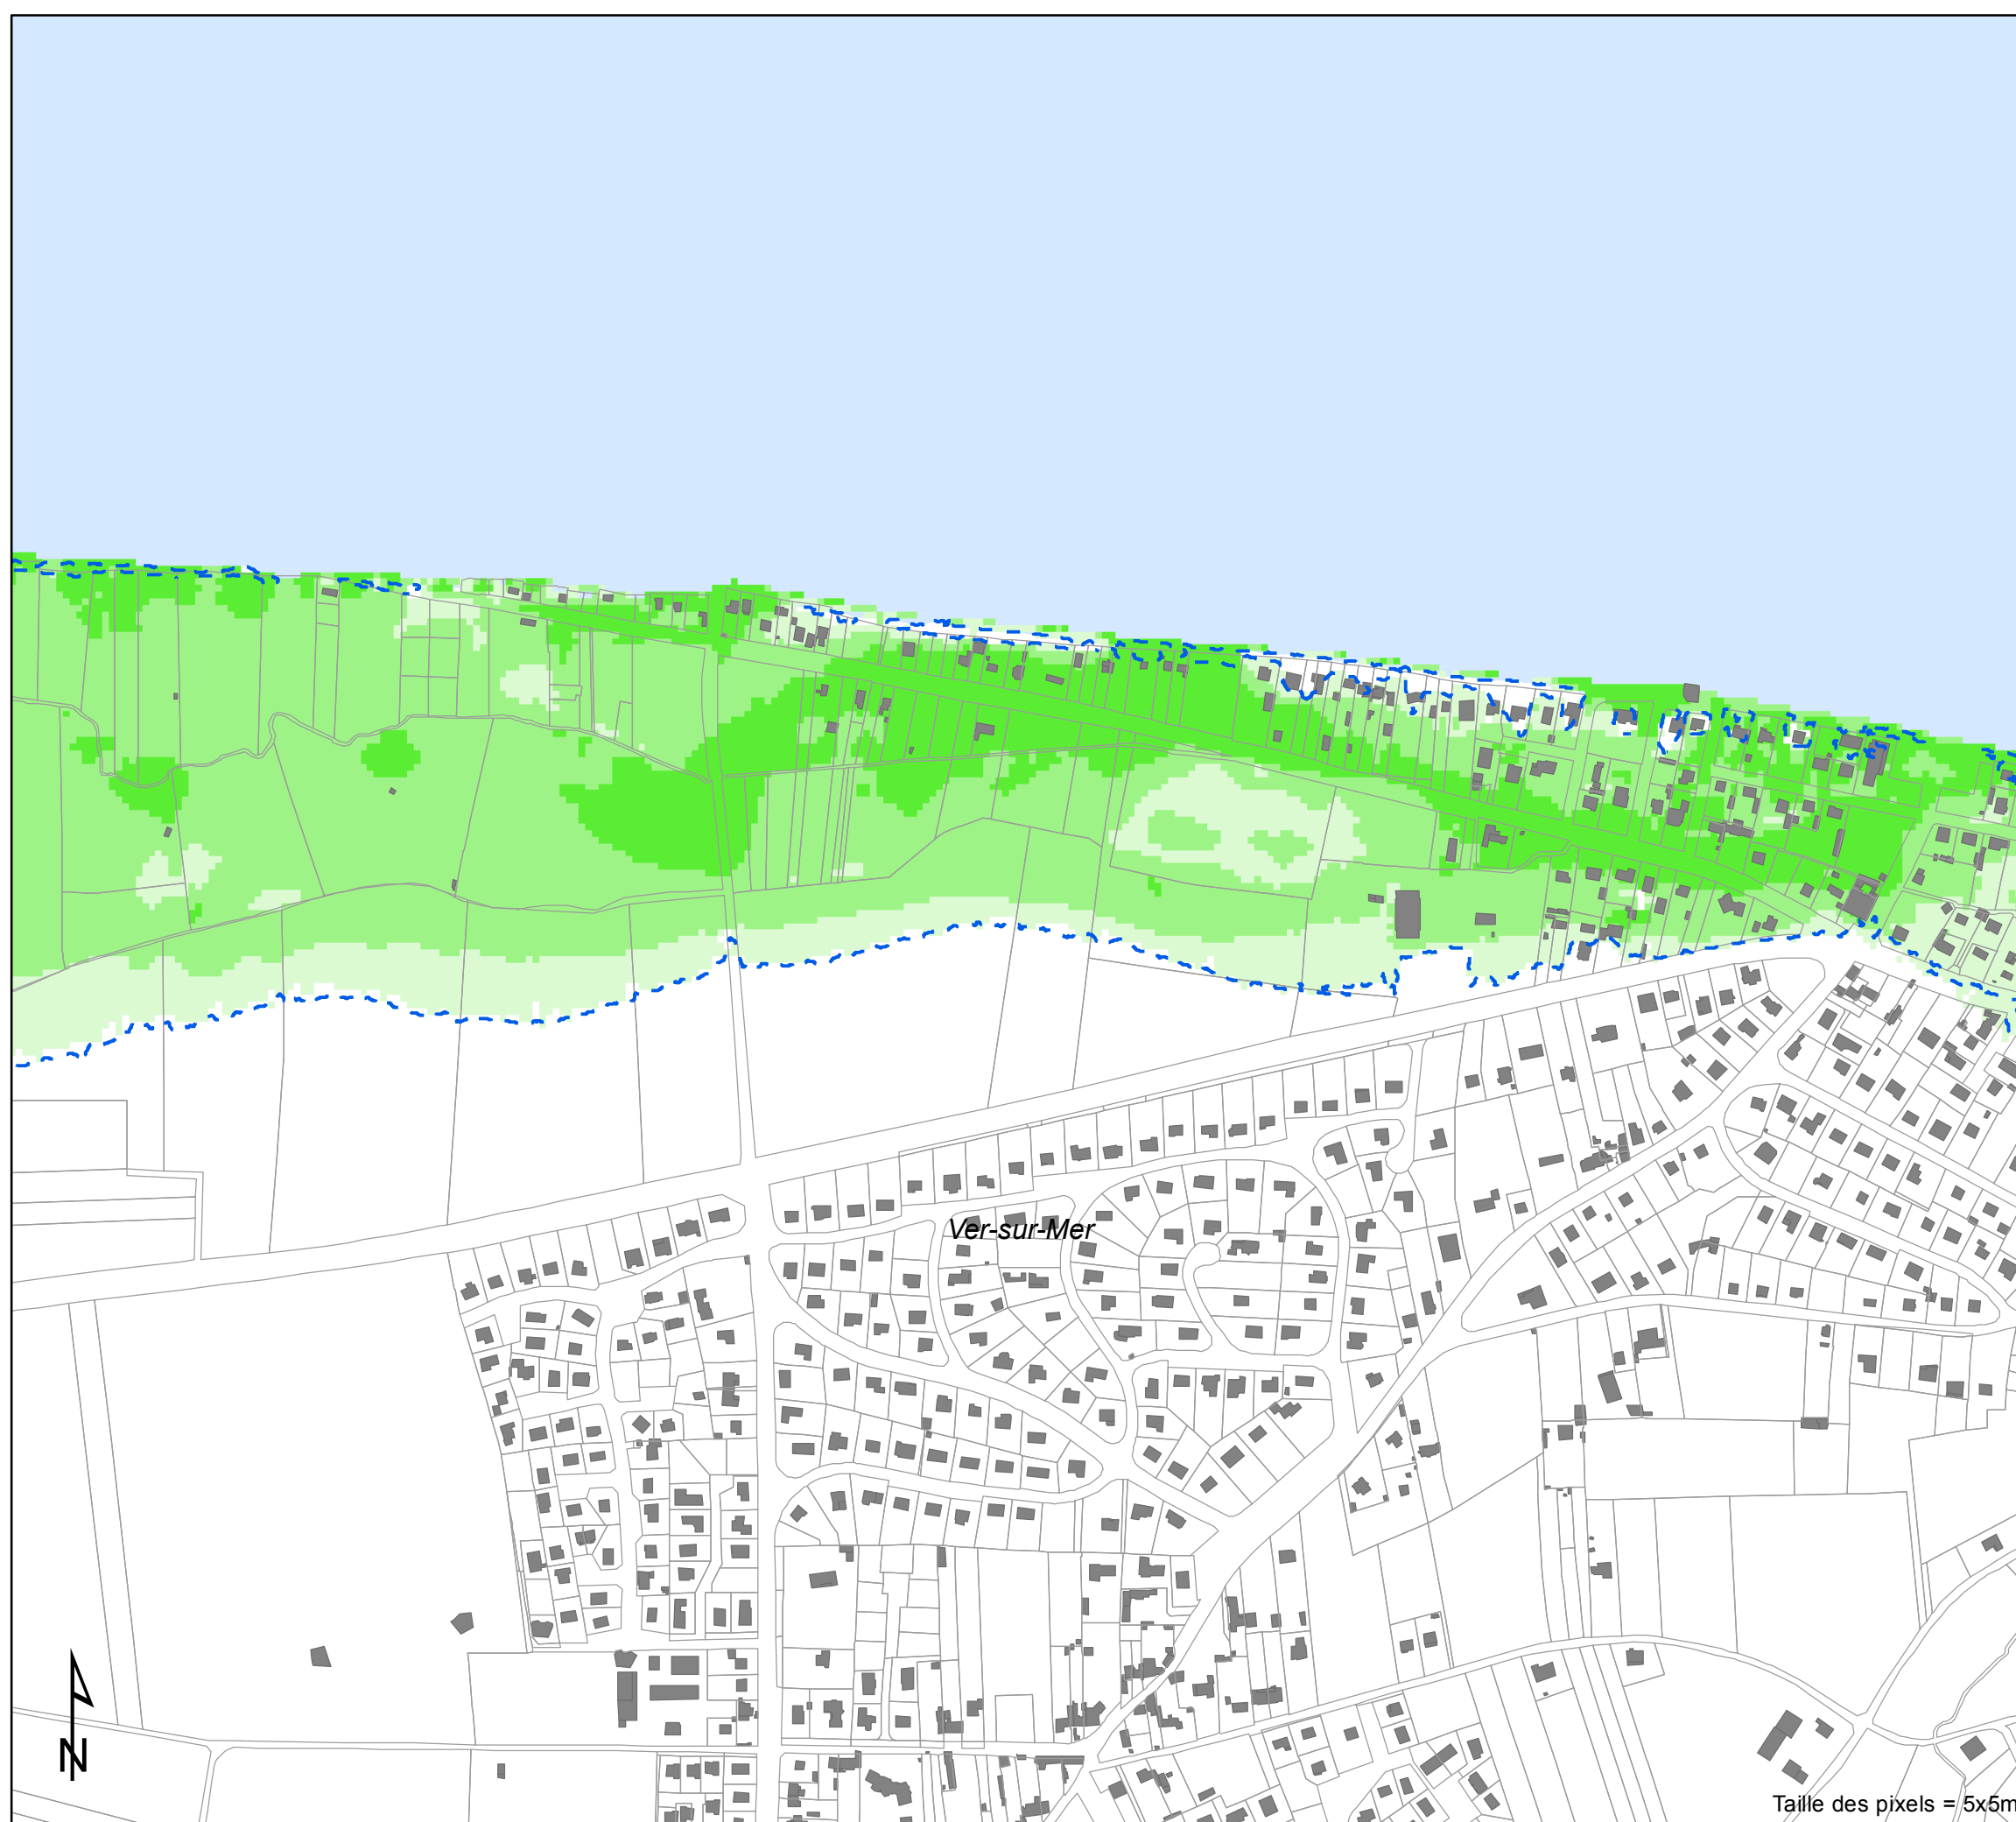 Ver-sur-Mer
N
Taille des pixels = 5x5m